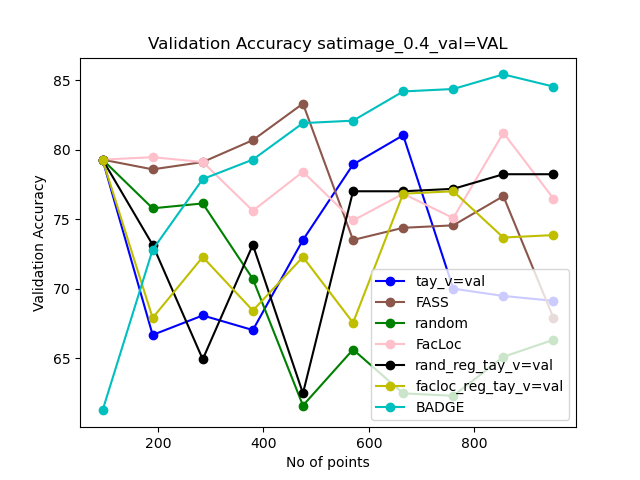 Validation Accuracy satimage_0.4_val=VAL
Validation Accuracy
85
80
75
70
65
200
400
600
800
No of points
tay_v=val
FASS
random
FacLoc
rand_reg_tay_v=val
facloc_reg_tay_v=val
BADGE